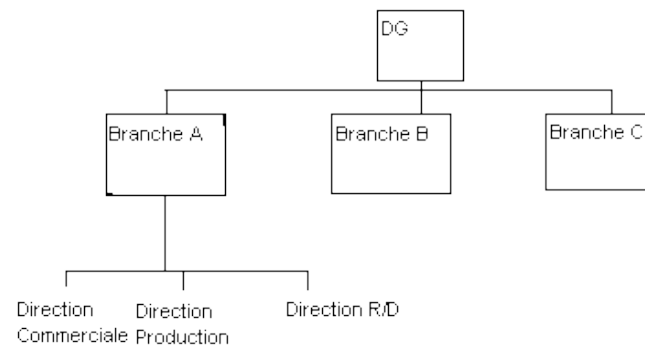 DG
Branche A
Branche B
Branche C
Direction
Commerciale
Direction
Production
Direction R/D